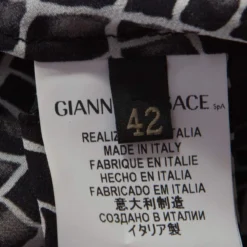 GIANN
42
ACE SpA
REALIZ
ITALIA
MADE IN ITALY
FABRIQUE EN ITALIE
HECHO EN ITALIA
FABRICADO EM ITALIA
意大利制造
СОЗДАНО В ИТАЛИИ
イタリア製